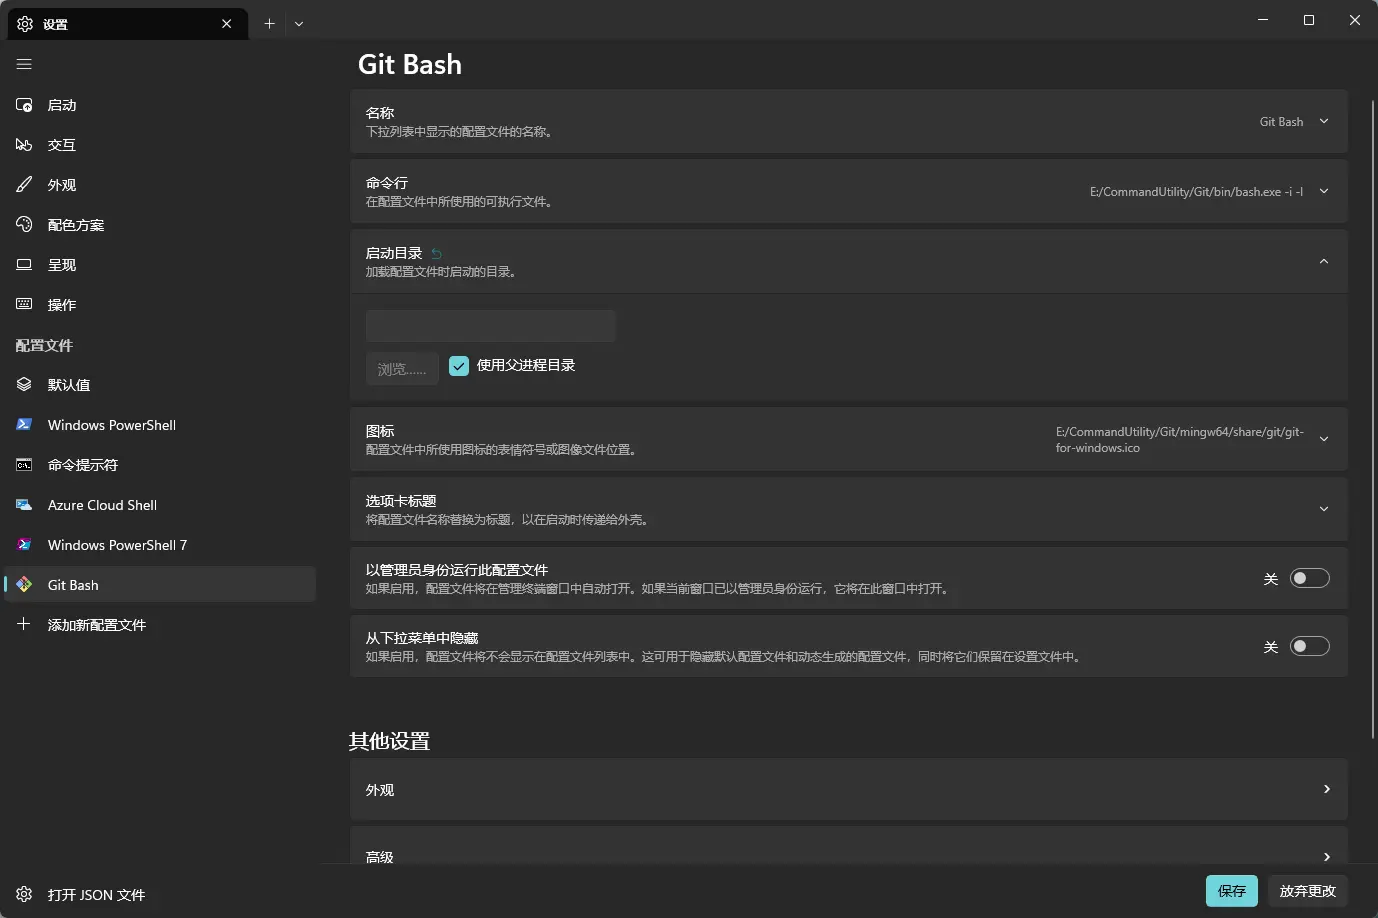 设置
启动
交互
外观
配色方案
呈现
操作
配置文件
默认值
Windows PowerShell
命令提示符
Azure Cloud Shell
Windows PowerShell 7
Git Bash
添加新配置文件
打开 JSON 文件
Git Bash
名称
下拉列表中显示的配置文件的名称。
Git Bash
命令行
在配置文件中所使用的可执行文件。
E:/CommandUtility/Git/bin/bash.exe -i -l
启动目录
加载配置文件时启动的目录。
浏览......
使用父进程目录
图标
配置文件中所使用图标的表情符号或图像文件位置。
E:/CommandUtility/Git/mingw64/share/git/git-
for-windows.ico
选项卡标题
将配置文件名称替换为标题，以在启动时传递给外壳。
以管理员身份运行此配置文件
如果启用，配置文件将在管理终端窗口中自动打开。如果当前窗口已以管理员身份运行，它将在此窗口中打开。
关
从下拉菜单中隐藏
如果启用，配置文件将不会显示在配置文件列表中。这可用于隐藏默认配置文件和动态生成的配置文件，同时将它们保留在设置文件中。
关
其他设置
外观
高级
保存
放弃更改